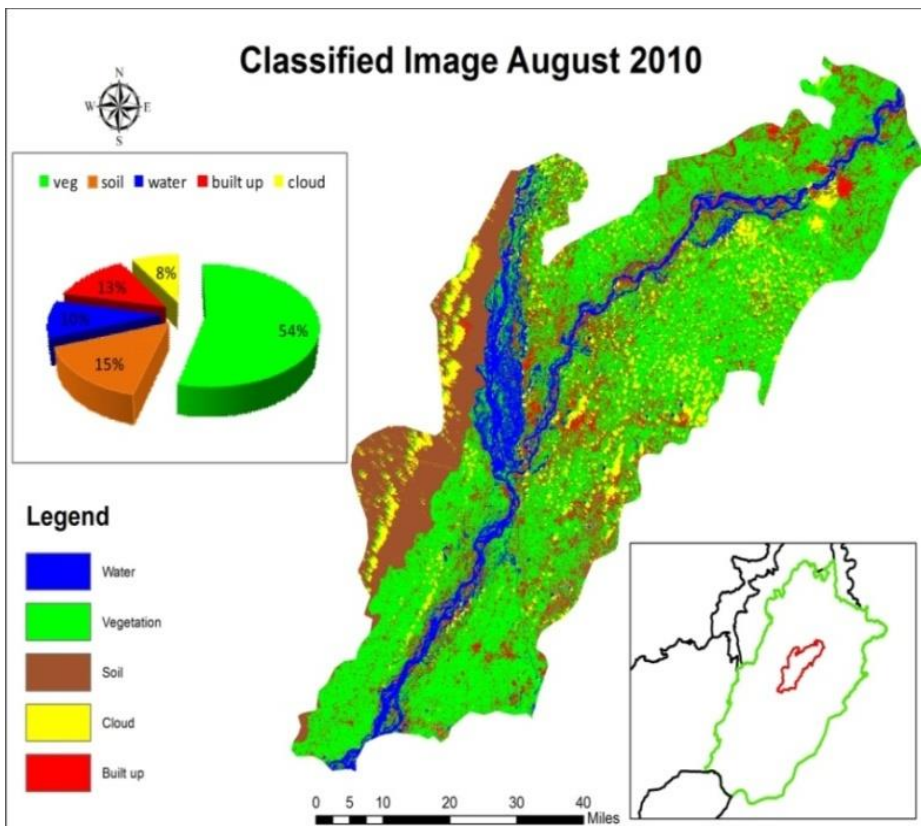 Classified Image August 2010
N
W E
S
veg soil water built up cloud
8%
13%
10%
54%
15%
Legend
Water
Vegetation
Soil
Cloud
Built up
0 5 10 20 30 40
Miles